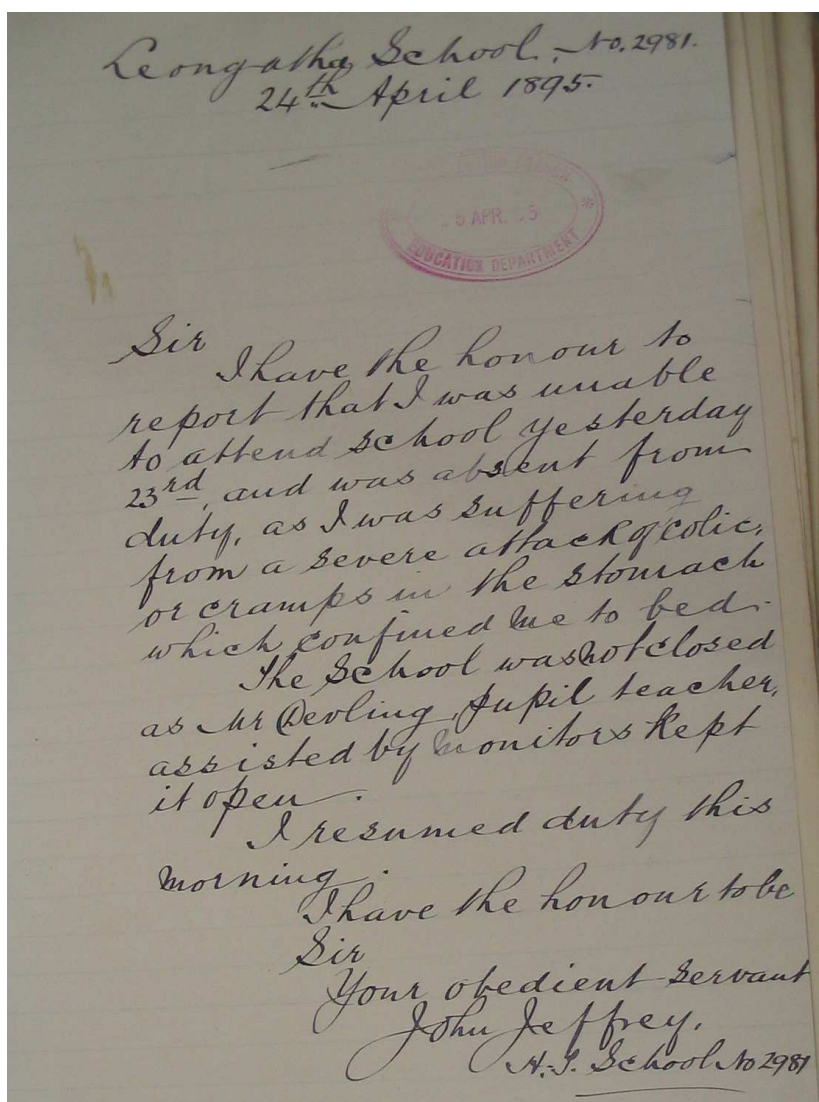 Leongatha School, No. 2981.
24th April 1895.
25 APR. 95
EDUCATION DEPARTMENT
Sir
I have the honour to
report that I was unable
to attend school yesterday
23rd, and was absent from
duty, as I was suffering
from a severe attack of colic,
or cramps in the stomach
which confined me to bed.
The School was not closed
as Mr Devling, pupil teacher,
assisted by monitors kept
it open.
I resumed duty this
morning.
I have the honour to be
Sir
Your obedient servant
John Jeffrey.
H.T. School No 2981